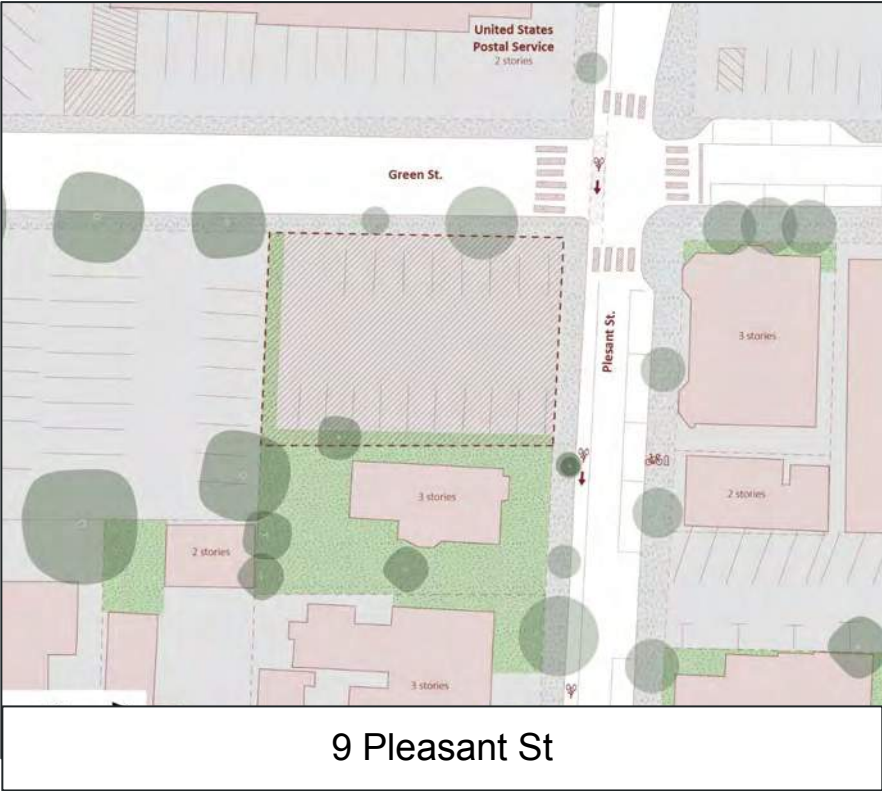 United States
Postal Service
2 stories
Green St.
Plesant St.
3 stories
3 stories
2 stories
2 stories
3 stories
9 Pleasant St